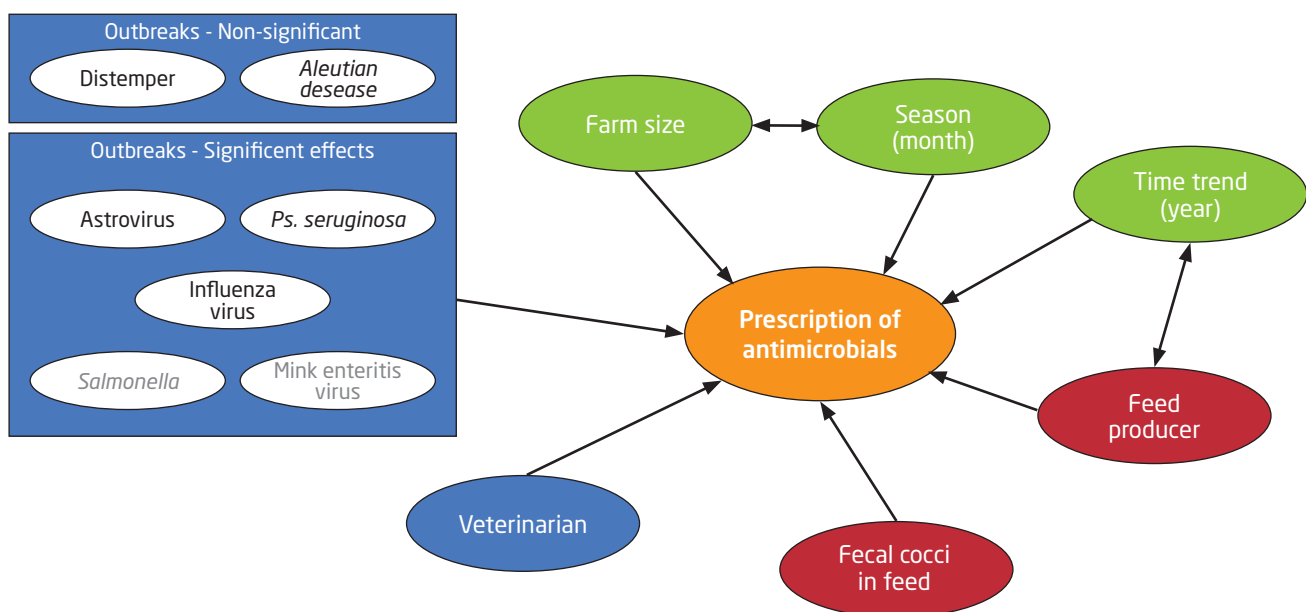 Outbreaks - Non-significant
Distemper
Aleutian
desease
Outbreaks - Significent effects
Astrovirus
Ps. seruginosa
Influenza
virus
Salmonella
Mink enteritis
virus
Farm size
Season
(month)
Time trend
(year)
Prescription of
antimicrobials
Feed
producer
Veterinarian
Fecal cocci
in feed